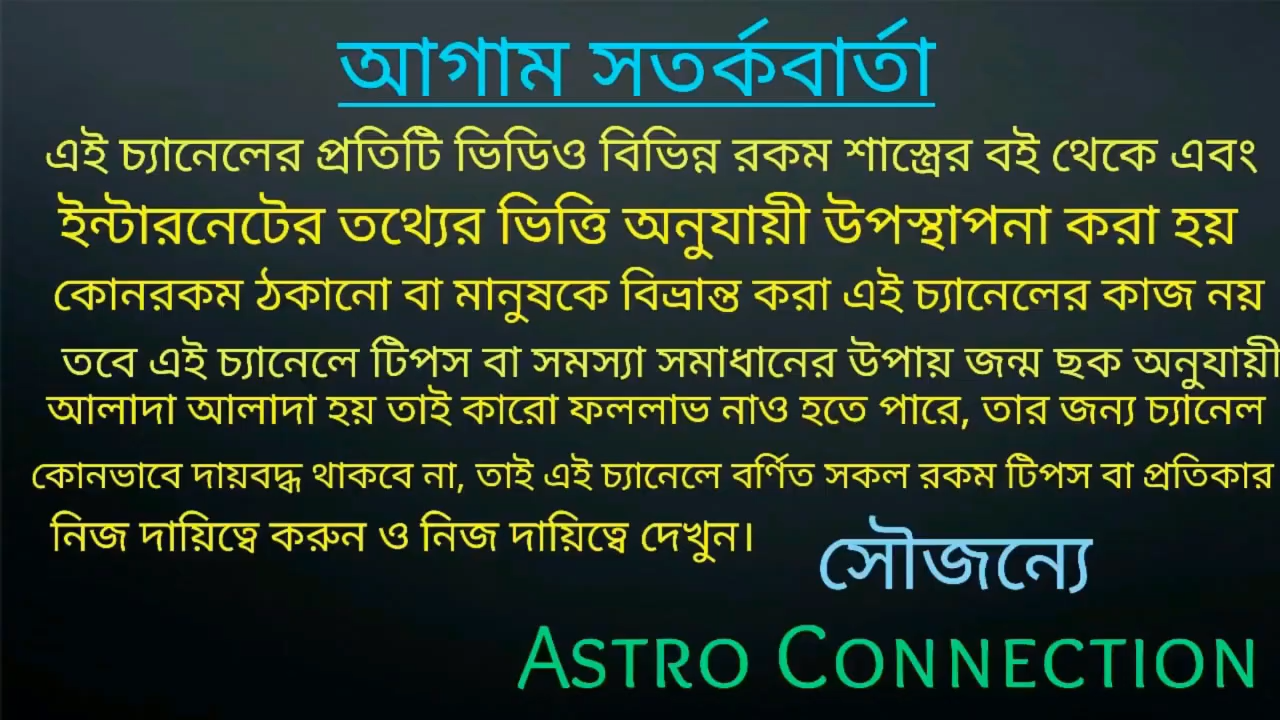 আগাম সতর্কবার্তা
এই চ্যানেলের প্রতিটি ভিডিও বিভিন্ন রকম শাস্ত্রের বই থেকে এবং
ইন্টারনেটের তথ্যের ভিত্তি অনুযায়ী উপস্থাপনা করা হয়
কোনরকম ঠকানো বা মানুষকে বিভ্রান্ত করা এই চ্যানেলের কাজ নয়
তবে এই চ্যানেলে টিপস বা সমস্যা সমাধানের উপায় জন্ম ছক অনুযায়ী
আলাদা আলাদা হয় তাই কারো ফললাভ নাও হতে পারে, তার জন্য চ্যানেল
কোনভাবে দায়বদ্ধ থাকবে না, তাই এই চ্যানেলে বর্ণিত সকল রকম টিপস বা প্রতিকার
নিজ দায়িত্বে করুন ও নিজ দায়িত্বে দেখুন।
সৌজন্যে
ASTRO CONNECTION